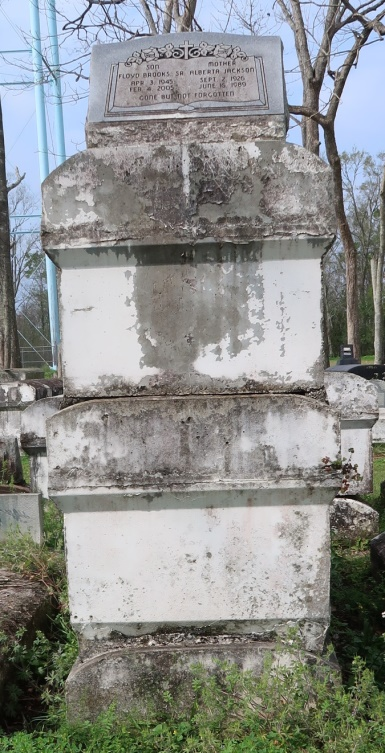 SON MOTHER
FLOYD BROOKS SR. ALBERTA JACKSON
APR. 3 1945 SEPT. 2 1926
FEB. 4 2005 JUNE 15 1989
GONE BUT NOT FORGOTTEN